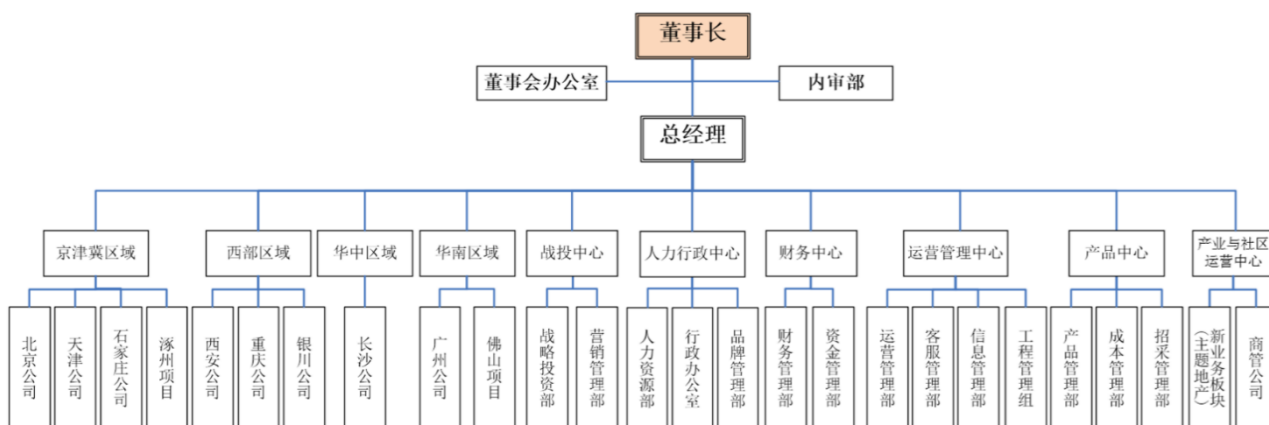 董事长
董事会办公室
内审部
总经理
京津冀区域
西部区域
华中区域
华南区域
战投中心
人力行政中心
财务中心
运营管理中心
产品中心
产业与社区
运营中心
北京公司
天津公司
石家庄公司
涿州项目
西安公司
重庆公司
银川公司
长沙公司
广州公司
佛山项目
战略投资部
营销管理部
人力资源部
行政办公室
品牌管理部
财务管理部
资金管理部
运营管理部
客服管理部
信息管理部
工程管理组
产品管理部
成本管理部
招采管理部
新业务板块
（主题地产）
商管公司